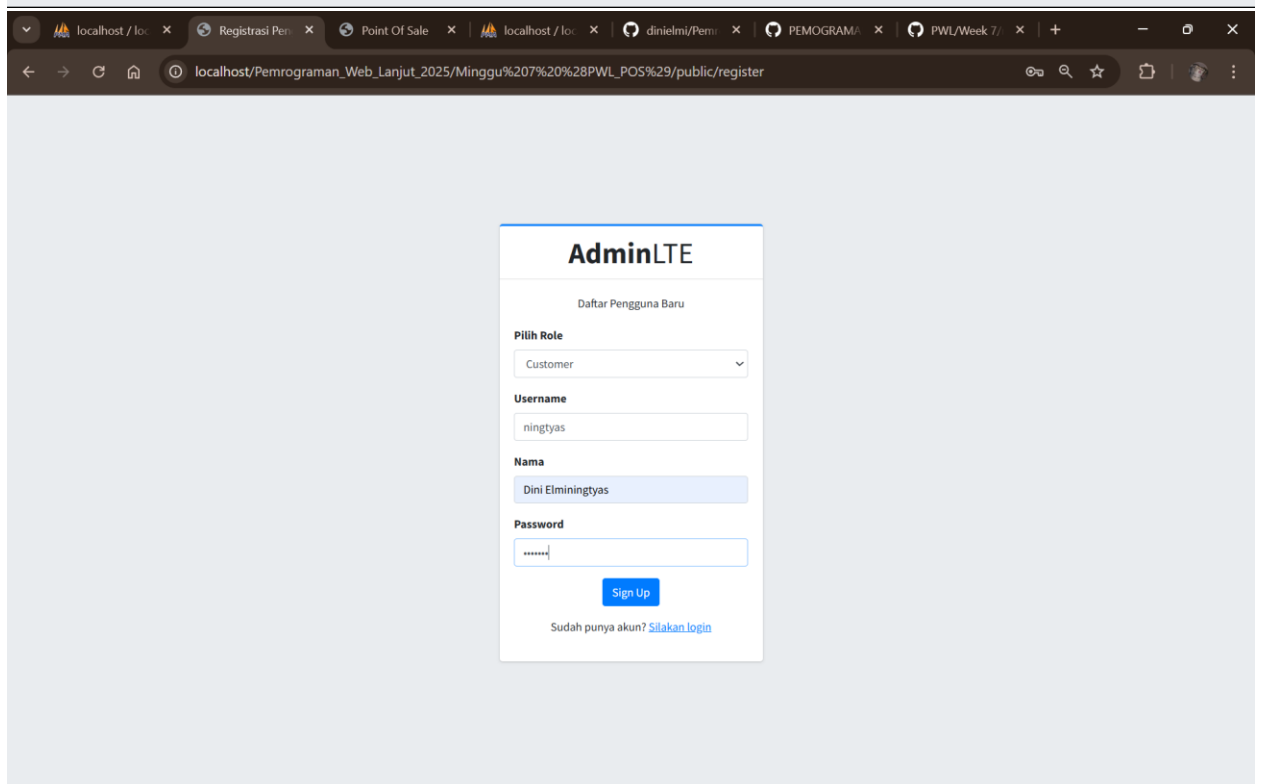 localhost / loc
Registrasi Pen
Point Of Sale
localhost / loc
dinielmi/Pem
PEMOGRAMA
PWL/Week 7/
localhost/Pemrograman_Web_Lanjut_2025/Minggu%207%20%28PWL_POS%29/public/register
AdminLTE
Daftar Pengguna Baru
Pilih Role
Customer
Username
ningtyas
Nama
Dini Elminingtyas
Password
•••••••
Sign Up
Sudah punya akun? Silakan login